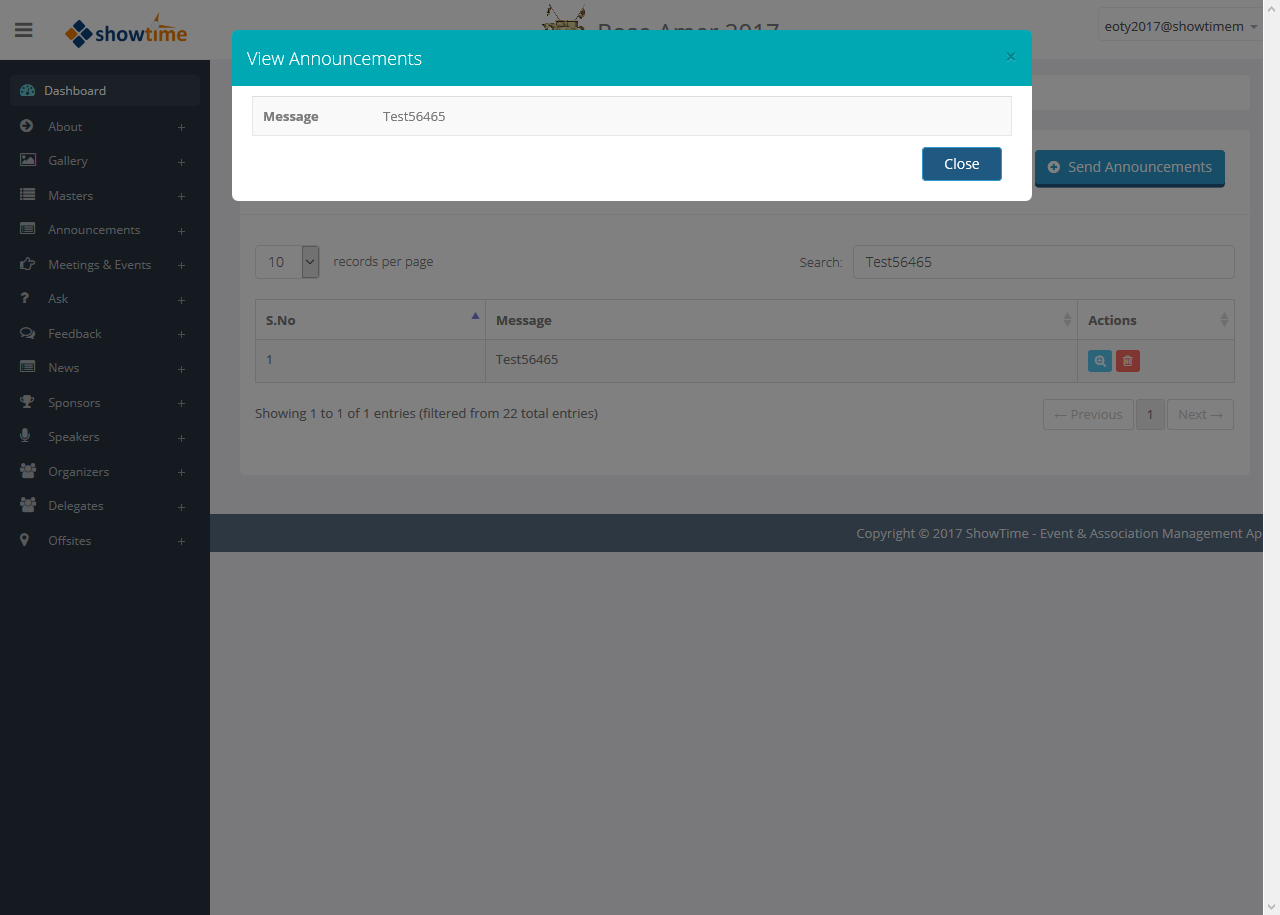 showtime
Rose Amer 2017
eoty2017@showtimem
View Announcements
×
Message Test56465
Close
Dashboard
About +
Gallery +
Masters +
Announcements +
Meetings & Events +
Ask +
Feedback +
News +
Sponsors +
Speakers +
Organizers +
Delegates +
Offsites +
Send Announcements
10 records per page
Search: Test56465
S.No Message Actions
1 Test56465
Showing 1 to 1 of 1 entries (filtered from 22 total entries)
← Previous 1 Next →
Copyright © 2017 ShowTime - Event & Association Management Ap